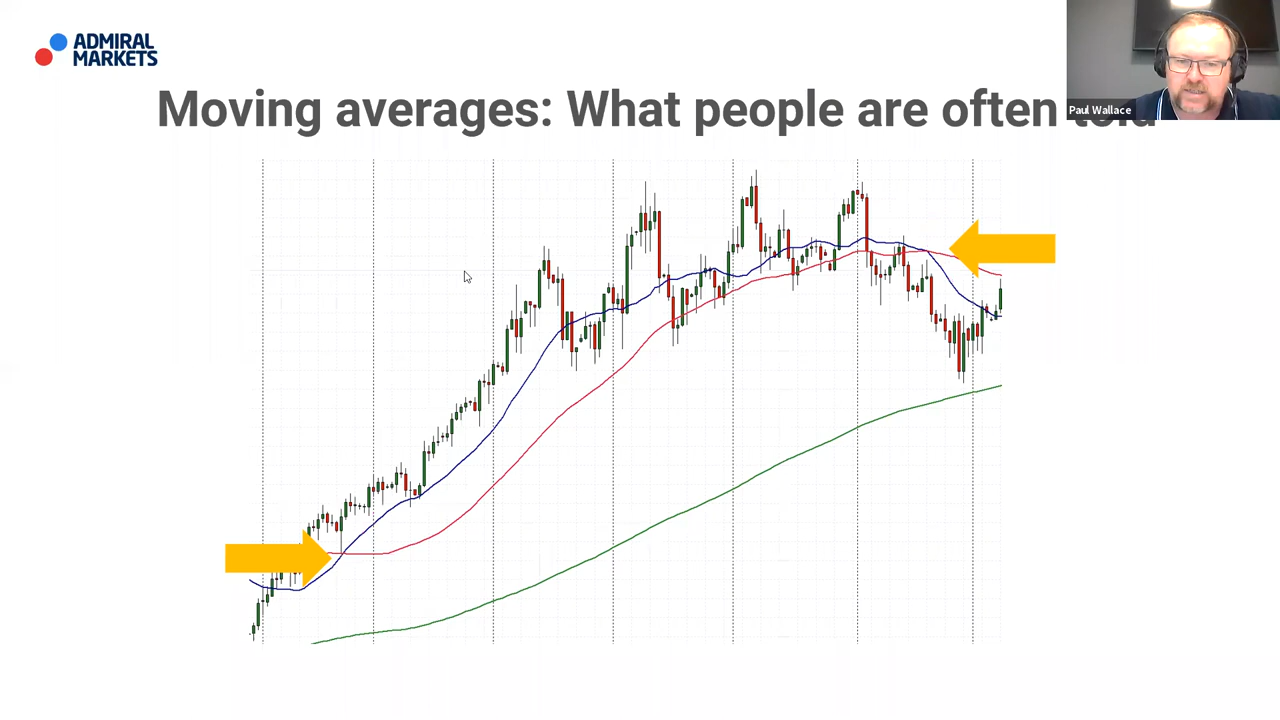 ADMIRAL
MARKETS
Moving averages: What people are often
Paul Wallace